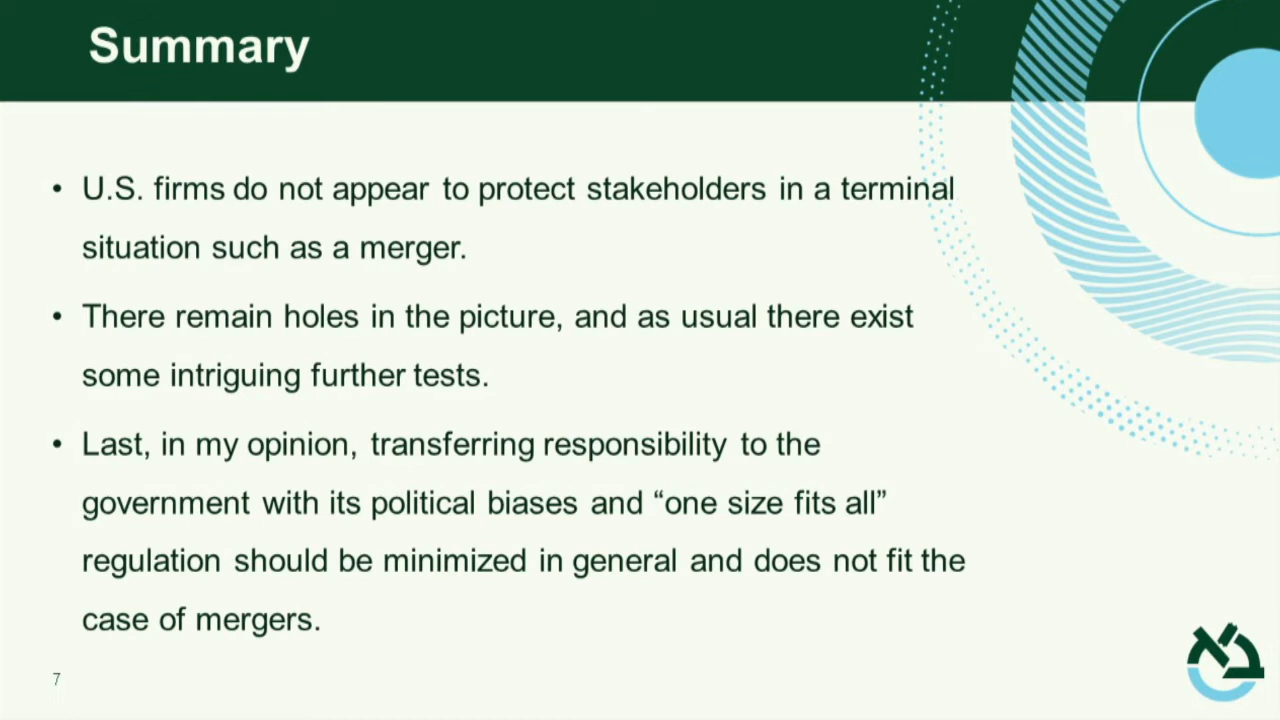 Summary
• U.S. firms do not appear to protect stakeholders in a terminal
situation such as a merger.
• There remain holes in the picture, and as usual there exist
some intriguing further tests.
• Last, in my opinion, transferring responsibility to the
government with its political biases and “one size fits all”
regulation should be minimized in general and does not fit the
case of mergers.
7
בא